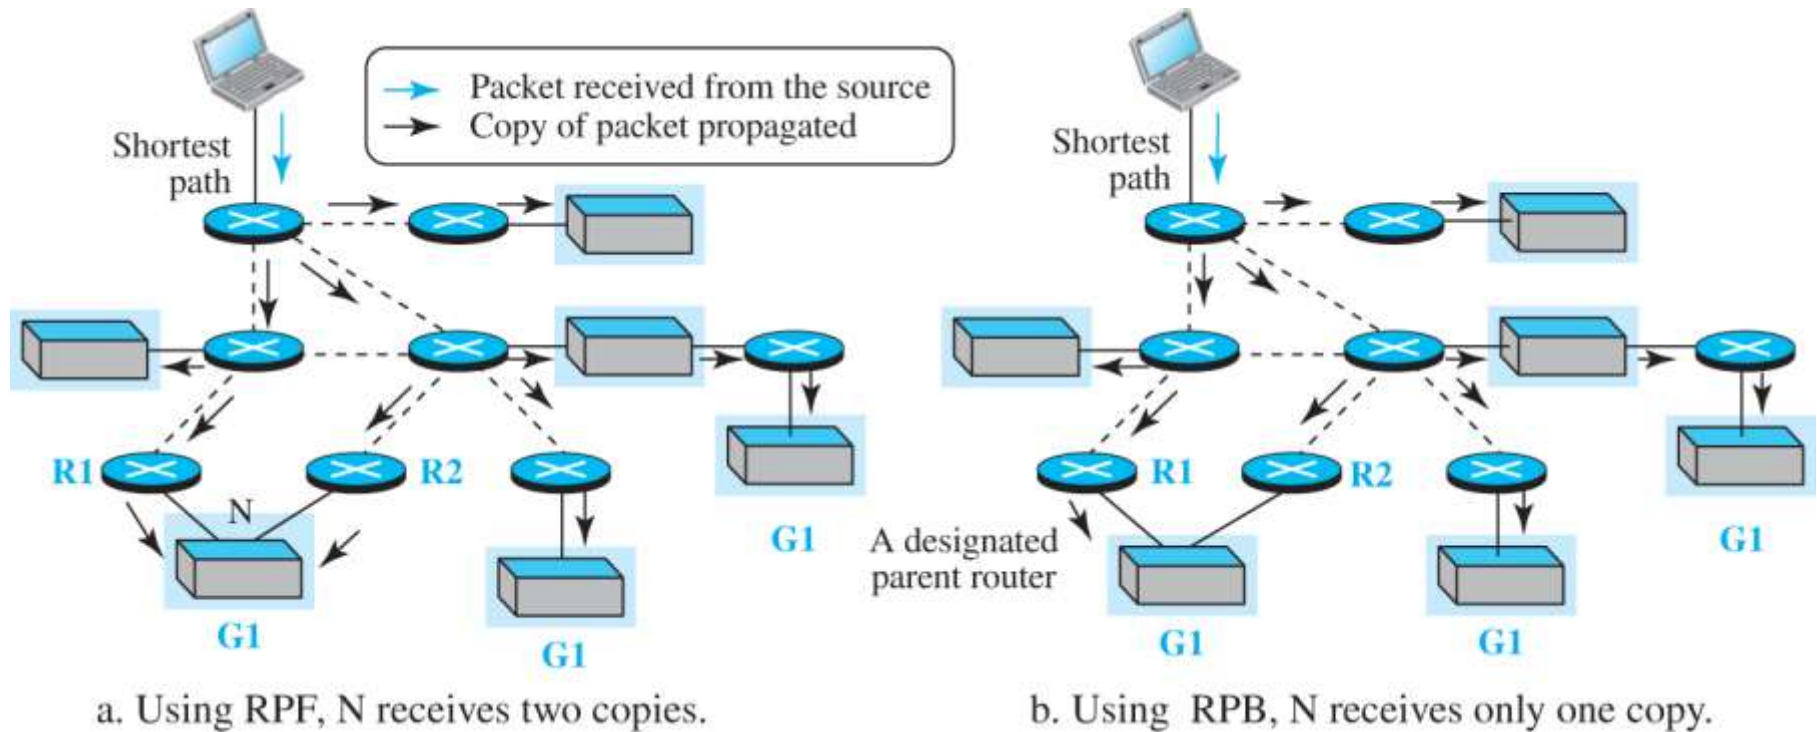 Packet received from the source
Copy of packet propagated
Shortest
path
R1
R2
N
G1
G1
G1
a. Using RPF, N receives two copies.
Shortest
path
R1
R2
A designated
parent router
G1
G1
G1
b. Using RPB, N receives only one copy.